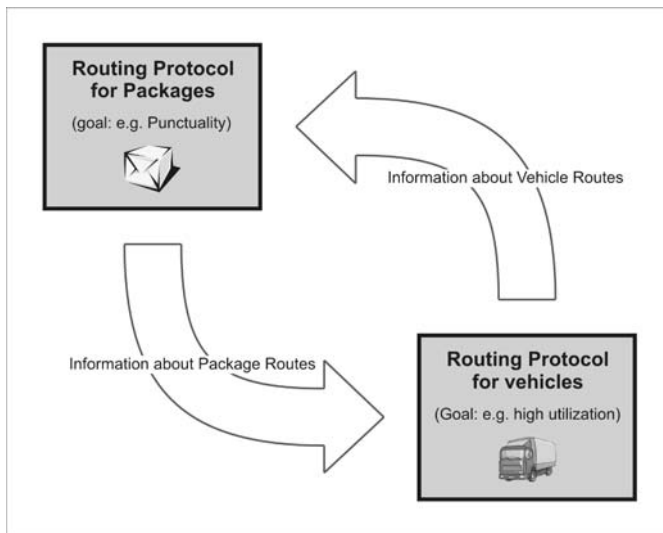 Routing Protocol
for Packages
(goal: e.g. Punctuality)
Information about Vehicle Routes
Information about Package Routes
Routing Protocol
for vehicles
(Goal: e.g. high utilization)